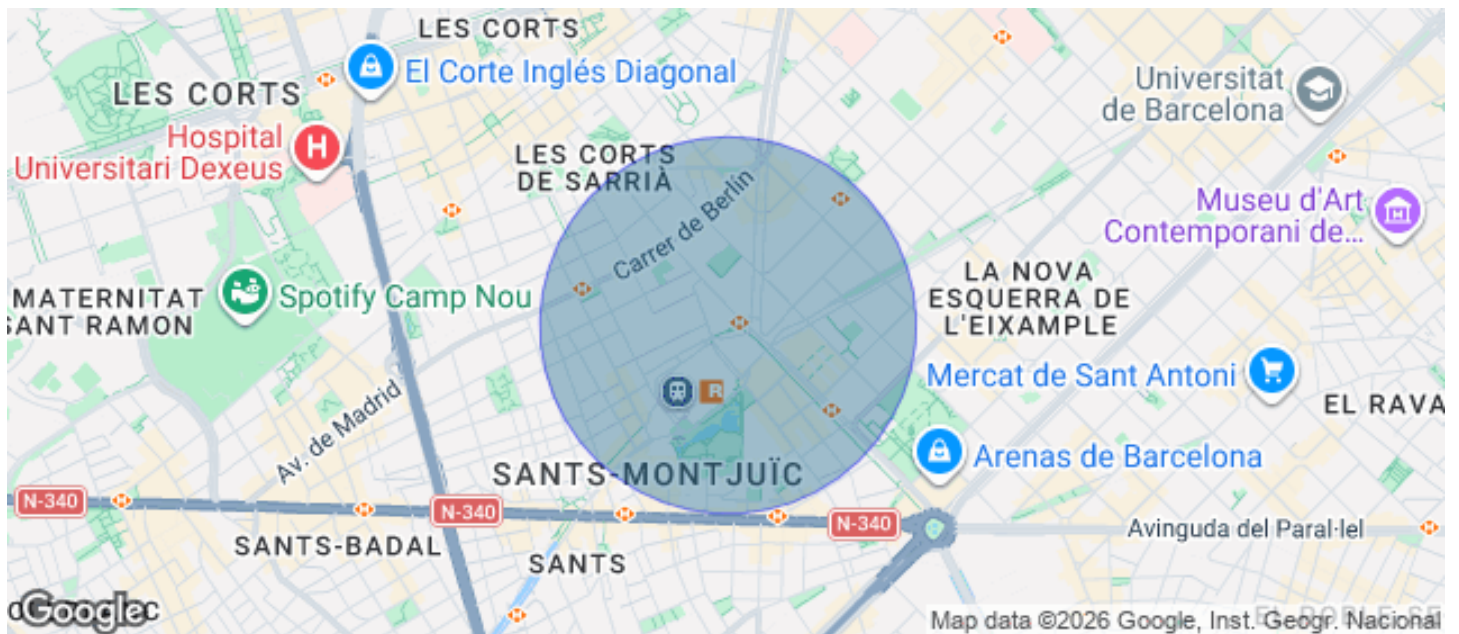 LES CORTS
El Corte Inglés Diagonal
LES CORTS
Universitat
de Barcelona
Hospital
Universitari Dexeus
H
LES CORTS
DE SARRIÀ
Carrer de Berlín
Museu d'Art
Contemporani de...
LA NOVA
ESQUERRA DE
L'EIXAMPLE
MATERNITAT
SANT RAMON
Spotify Camp Nou
Mercat de Sant Antoni
R
EL RAVA
Av. de Madrid
SANTS-MONTJUÏC
Arenas de Barcelona
N-340
N-340
N-340
Avinguda del Paral·lel
SANTS-BADAL
SANTS
Google
Map data ©2026 Google, Inst. Geogr. Nacional